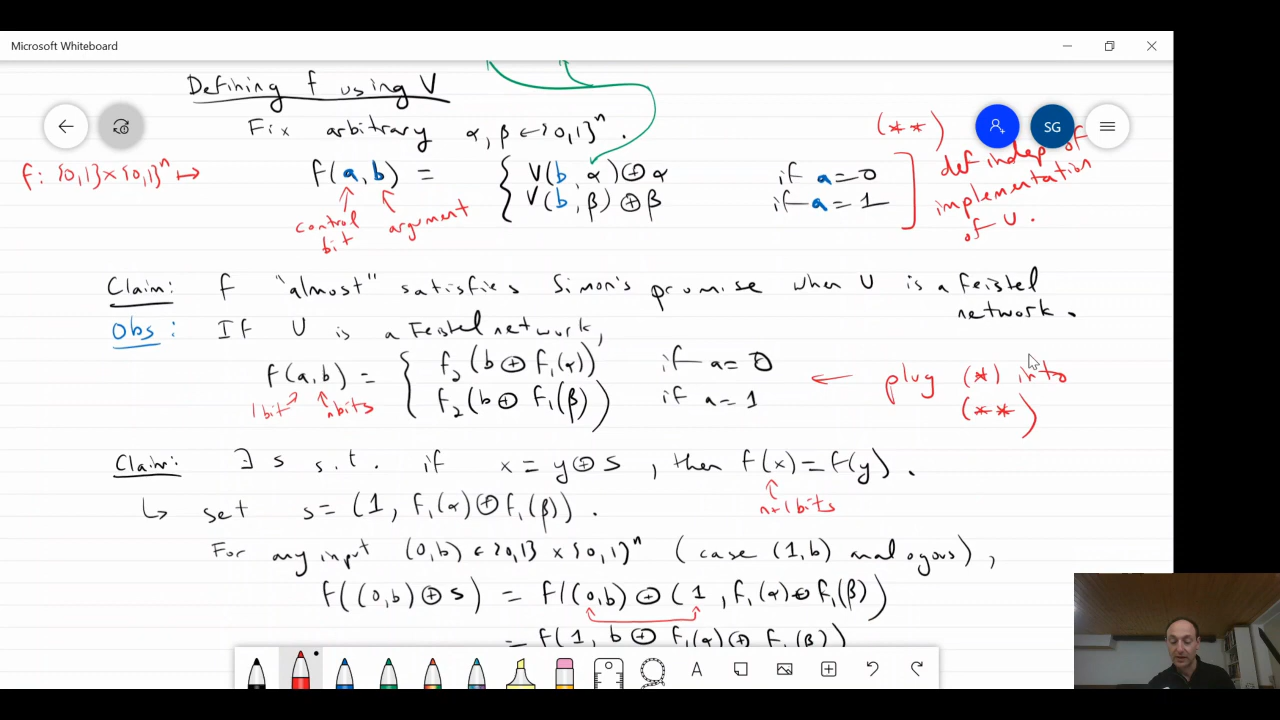 Microsoft Whiteboard
Defining f using V
Fix arbitrary α, β ∈ {0,1}ⁿ.
(**)
SG
f: {0,1}×{0,1}ⁿ ↦
f(a,b) = { V(b, α) ⊕ α if a=0
V(b, β) ⊕ β if a=1
control bit
argument
def indep of
implementation
of U.
Claim: f "almost" satisfies Simon's promise when U is a Feistel
network.
Obs: If U is a Feistel network,
f(a,b) = { f₂(b ⊕ f₁(α)) if a=0
f₂(b ⊕ f₁(β)) if a=1
1 bit
n bits
← plug (*) into
(**)
Claim: ∃ s s.t. if x = y⊕s, then f(x)=f(y).
n+1 bits
↳ set s = (1, f₁(α)⊕f₁(β)).
For any input (0,b) ∈ {0,1} × {0,1}ⁿ (case (1,b) analogous),
f((0,b)⊕s) = f((0,b) ⊕ (1, f₁(α)⊕f₁(β))
= f(1, b ⊕ f₁(α) ⊕ f₁(β))